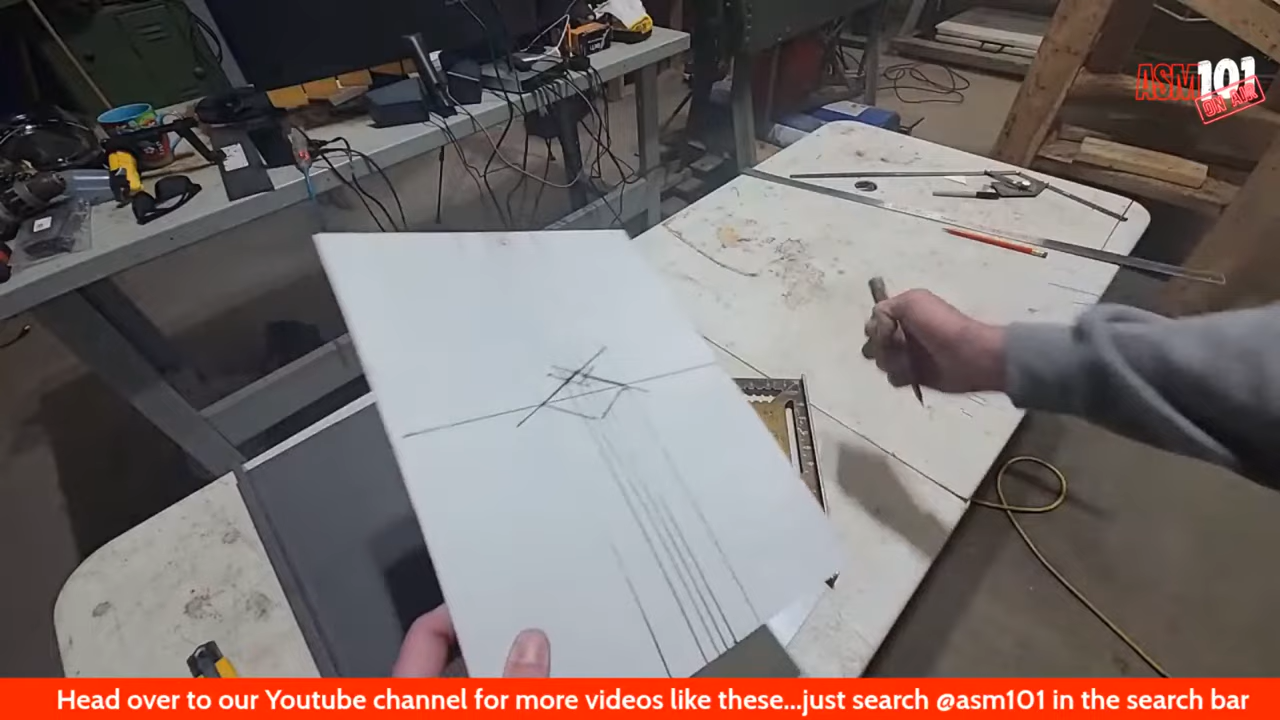 ASM101
ON AIR
Head over to our Youtube channel for more videos like these...just search @asm101 in the search bar